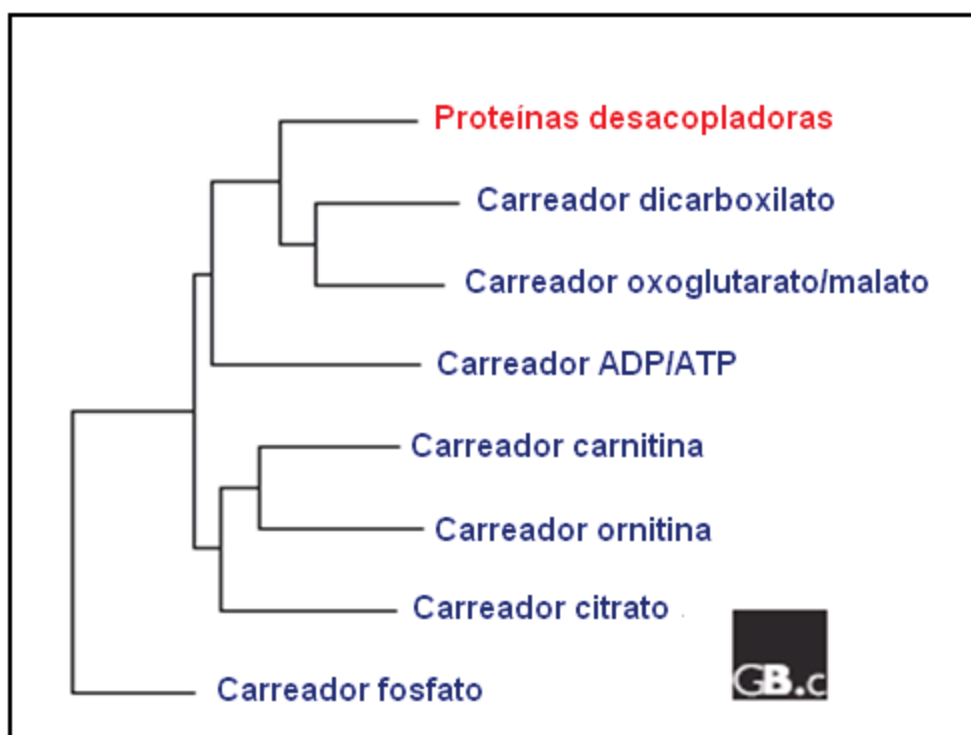 Proteínas desacopladoras
Carreador dicarboxilato
Carreador oxoglutarato/malato
Carreador ADP/ATP
Carreador carnitina
Carreador ornitina
Carreador citrato
Carreador fosfato
GB.c